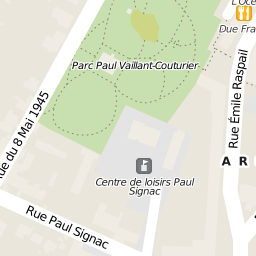 L'Oce
Due Fra
Parc Paul Vaillant-Couturier
Rue Émile Raspail
Rue du 8 Mai 1945
A R
Centre de loisirs Paul
Signac
Rue Paul Signac